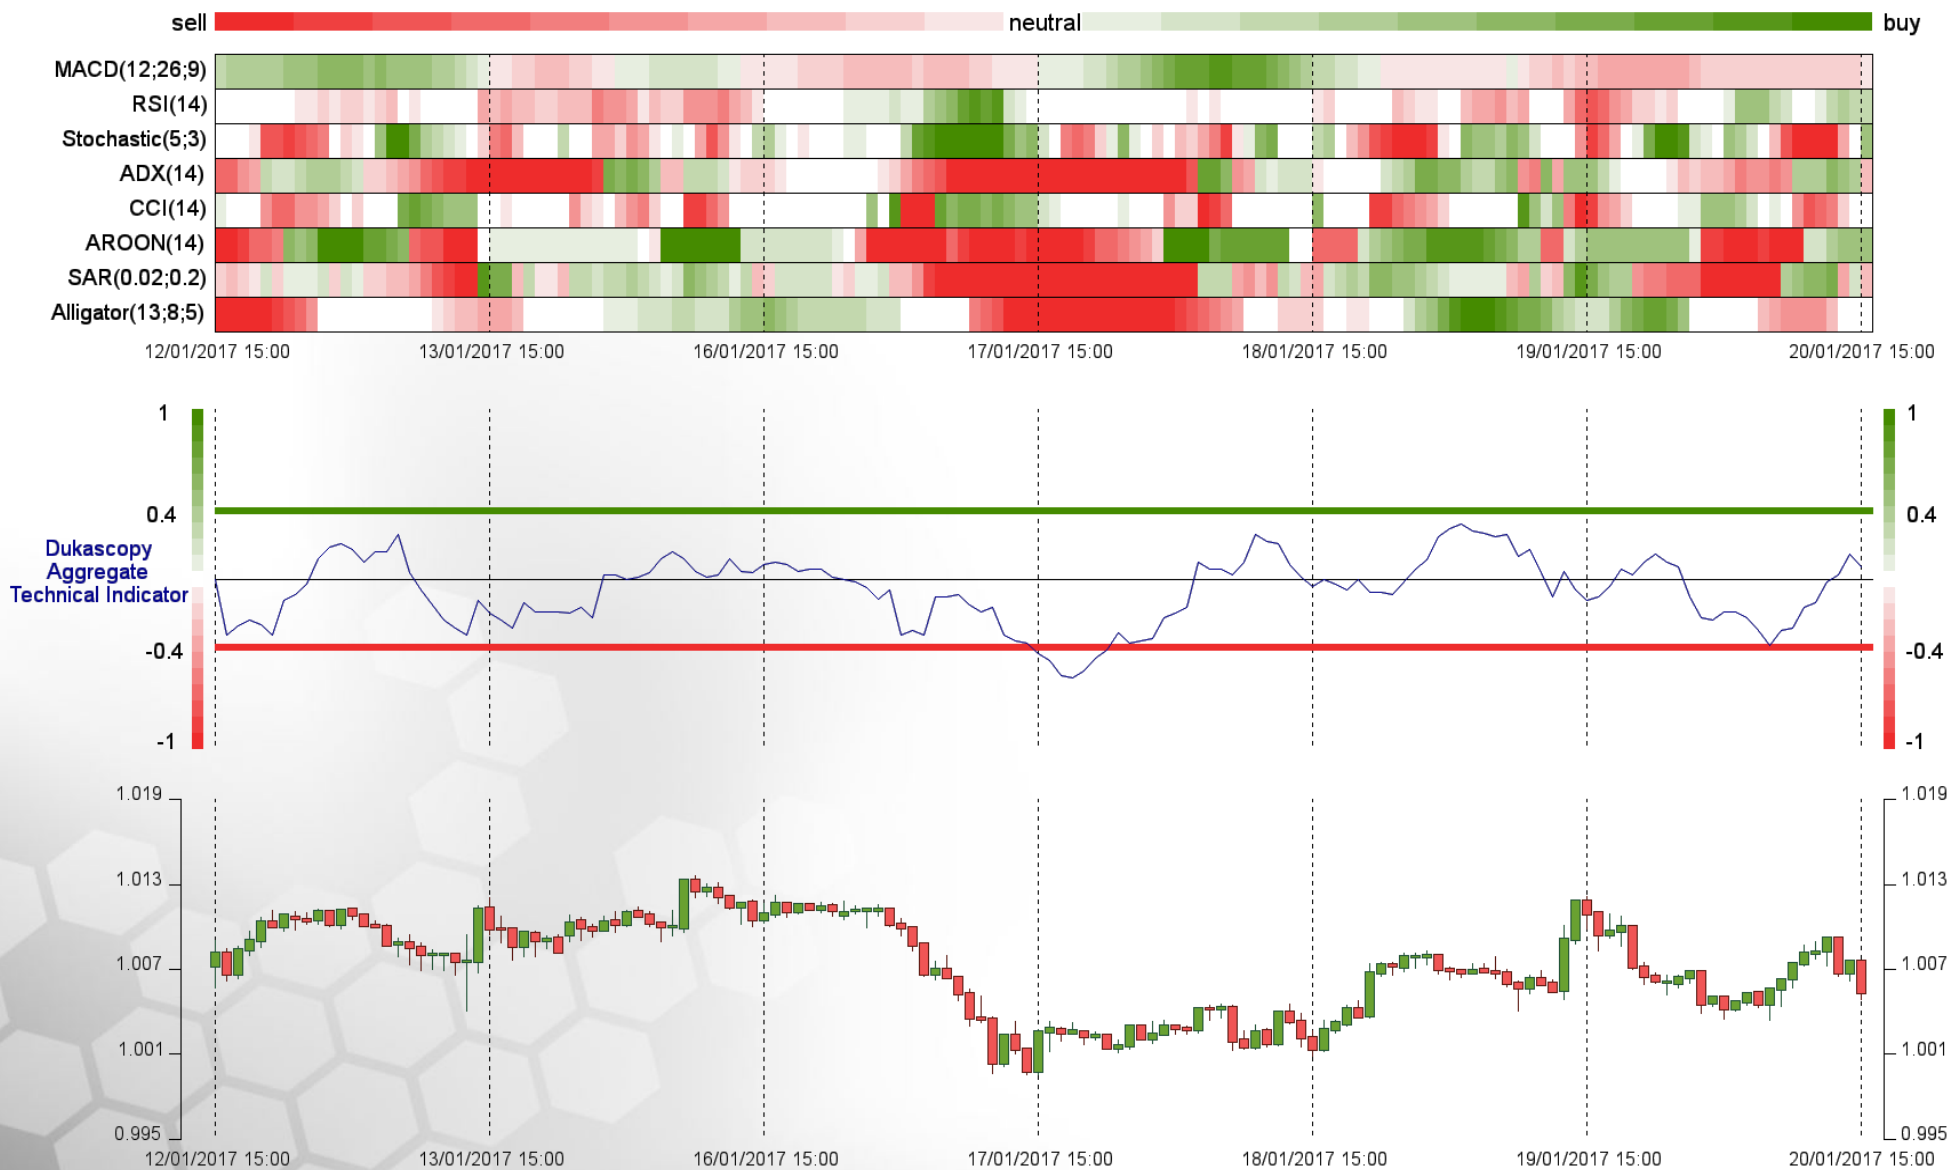 sell neutral buy
MACD(12;26;9)
RSI(14)
Stochastic(5;3)
ADX(14)
CCI(14)
AROON(14)
SAR(0.02;0.2)
Alligator(13;8;5)
12/01/2017 15:00 13/01/2017 15:00 16/01/2017 15:00 17/01/2017 15:00 18/01/2017 15:00 19/01/2017 15:00 20/01/2017 15:00
1 1
0.4 0.4
Dukascopy
Aggregate
Technical Indicator
-0.4 -0.4
-1 -1
1.019 1.019
1.013 1.013
1.007 1.007
1.001 1.001
0.995 0.995
12/01/2017 15:00 13/01/2017 15:00 16/01/2017 15:00 17/01/2017 15:00 18/01/2017 15:00 19/01/2017 15:00 20/01/2017 15:00